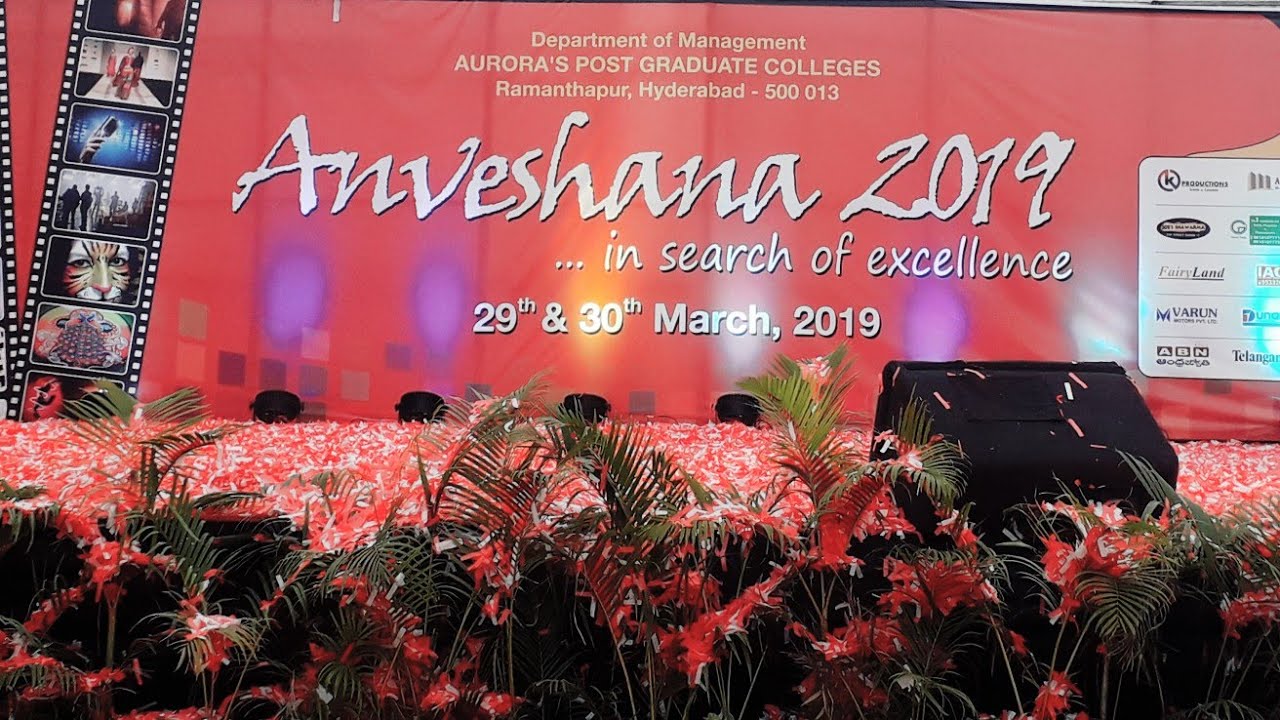 Department of Management
AURORA'S POST GRADUATE COLLEGES
Ramanthapur, Hyderabad - 500 013
Anveshana 2019
... in search of excellence
29th & 30th March, 2019
K PRODUCTIONS
FairyLand
VARUN
MOTORS PVT. LTD.
ABN
ఆంధ్రజ్యోతి
Telangan